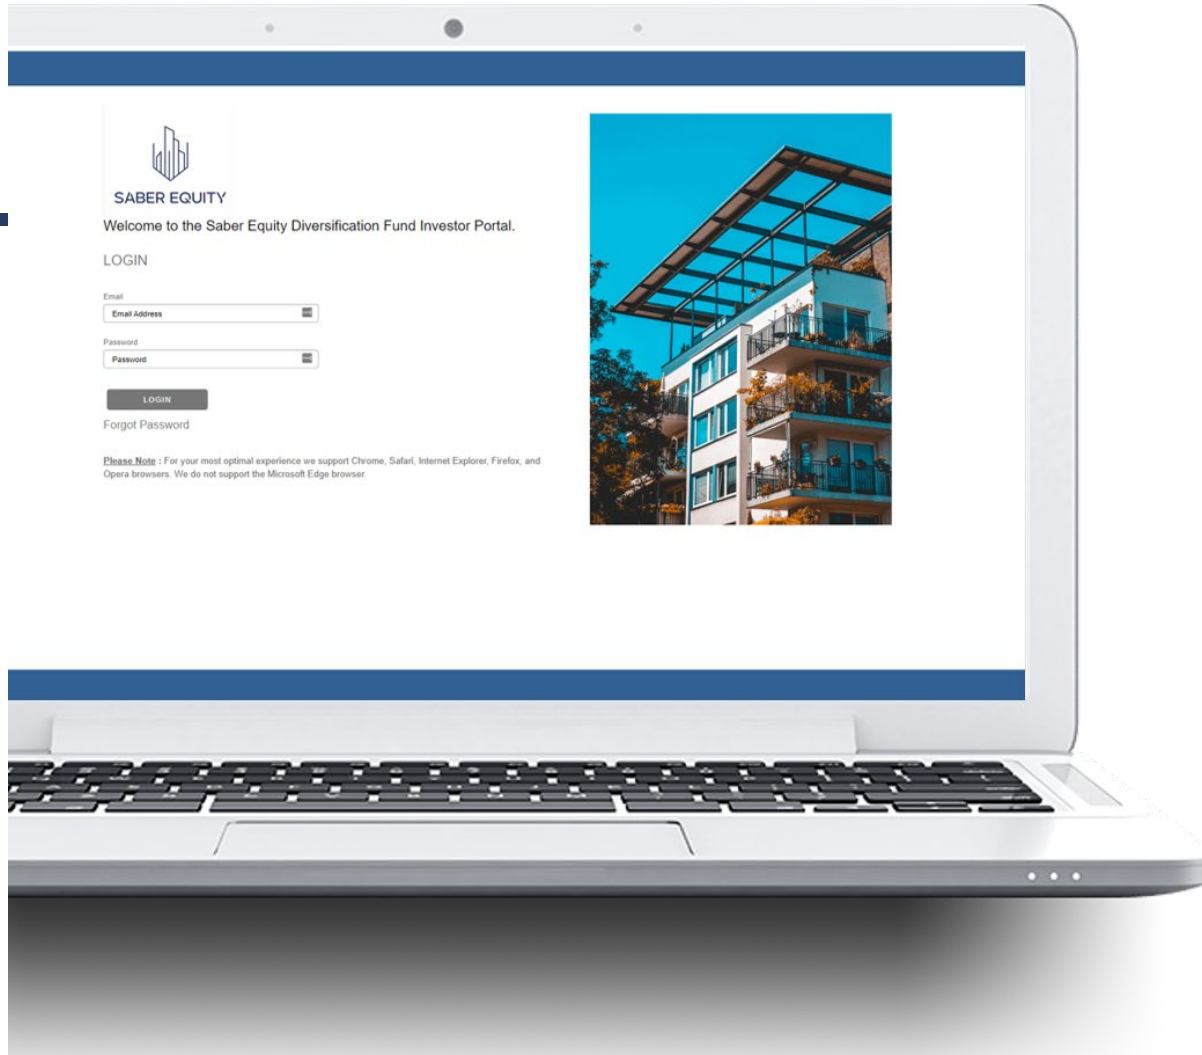 SABER EQUITY
Welcome to the Saber Equity Diversification Fund Investor Portal.
LOGIN
Email
Email Address
Password
Password
LOGIN
Forgot Password
Please Note : For your most optimal experience we support Chrome, Safari, Internet Explorer, Firefox, and
Opera browsers. We do not support the Microsoft Edge browser.